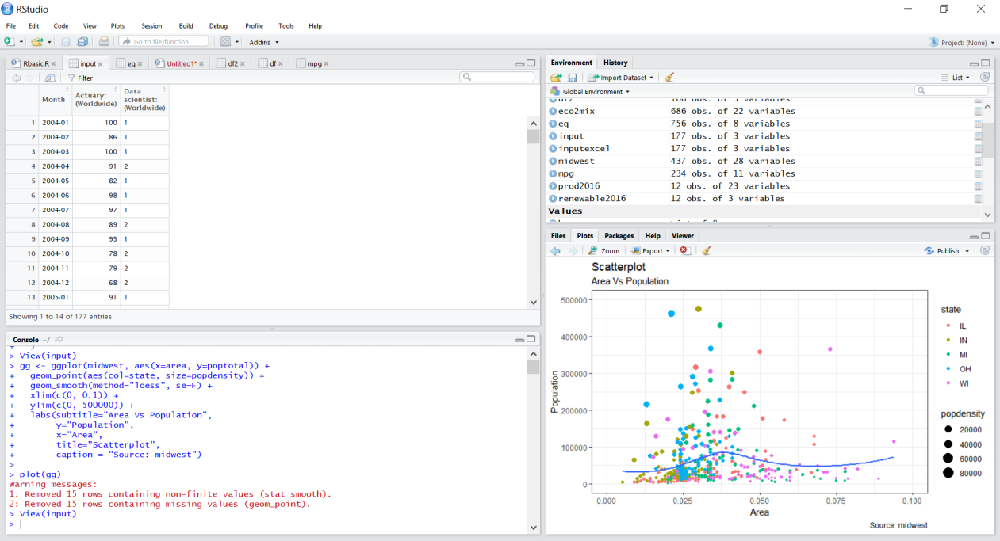 RStudio
File Edit Code View Plots Session Build Debug Profile Tools Help
Go to file/function Addins Project: (None)
Rbasic.R input eq Untitled1* df2 df mpg
Filter
Month Actuary: (Worldwide) Data scientist: (Worldwide)
1 2004-01 100 1
2 2004-02 86 1
3 2004-03 100 1
4 2004-04 91 2
5 2004-05 82 1
6 2004-06 98 1
7 2004-07 97 1
8 2004-08 89 2
9 2004-09 95 1
10 2004-10 78 2
11 2004-11 79 2
12 2004-12 68 2
13 2005-01 91 1
Showing 1 to 14 of 177 entries
Console ~/
> View(input)
> gg <- ggplot(midwest, aes(x=area, y=poptotal)) +
+ geom_point(aes(col=state, size=popdensity)) +
+ geom_smooth(method="loess", se=F) +
+ xlim(c(0, 0.1)) +
+ ylim(c(0, 500000)) +
+ labs(subtitle="Area Vs Population",
+ y="Population",
+ x="Area",
+ title="Scatterplot",
+ caption = "Source: midwest")
>
> plot(gg)
Warning messages:
1: Removed 15 rows containing non-finite values (stat_smooth).
2: Removed 15 rows containing missing values (geom_point).
> View(input)
>
Environment History
Import Dataset List
Global Environment
eco2mix 686 obs. of 22 variables
eq 756 obs. of 8 variables
input 177 obs. of 3 variables
inputexcel 177 obs. of 3 variables
midwest 437 obs. of 28 variables
mpg 234 obs. of 11 variables
prod2016 12 obs. of 23 variables
renewable2016 12 obs. of 3 variables
Values
Files Plots Packages Help Viewer
Zoom Export Publish
Scatterplot
Area Vs Population
500000
400000
300000
200000
100000
0
Population
0.000 0.025 0.050 0.075 0.100
Area
Source: midwest
state
IL
IN
MI
OH
WI
popdensity
20000
40000
60000
80000